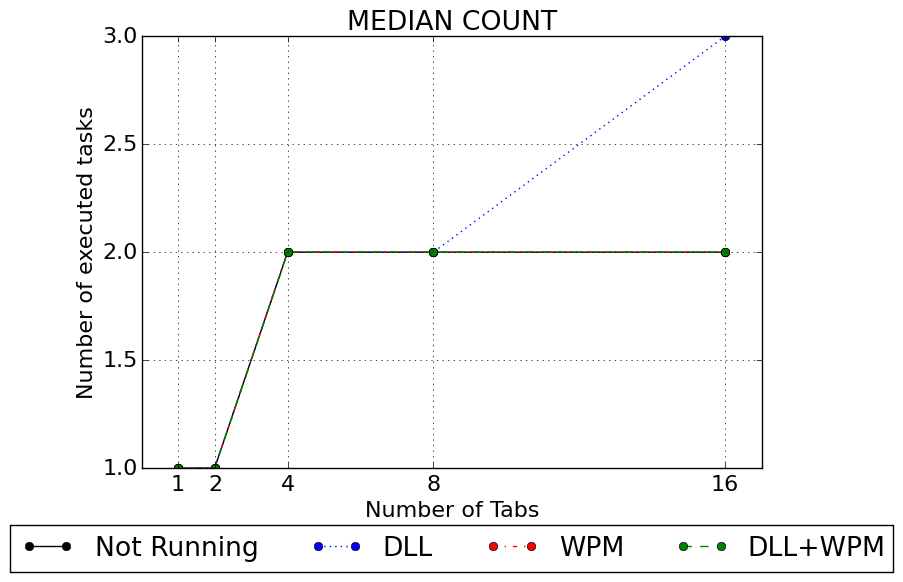 MEDIAN COUNT
3.0
2.5
2.0
1.5
1.0
Number of executed tasks
1 2 4 8 16
Number of Tabs
Not Running DLL WPM DLL+WPM